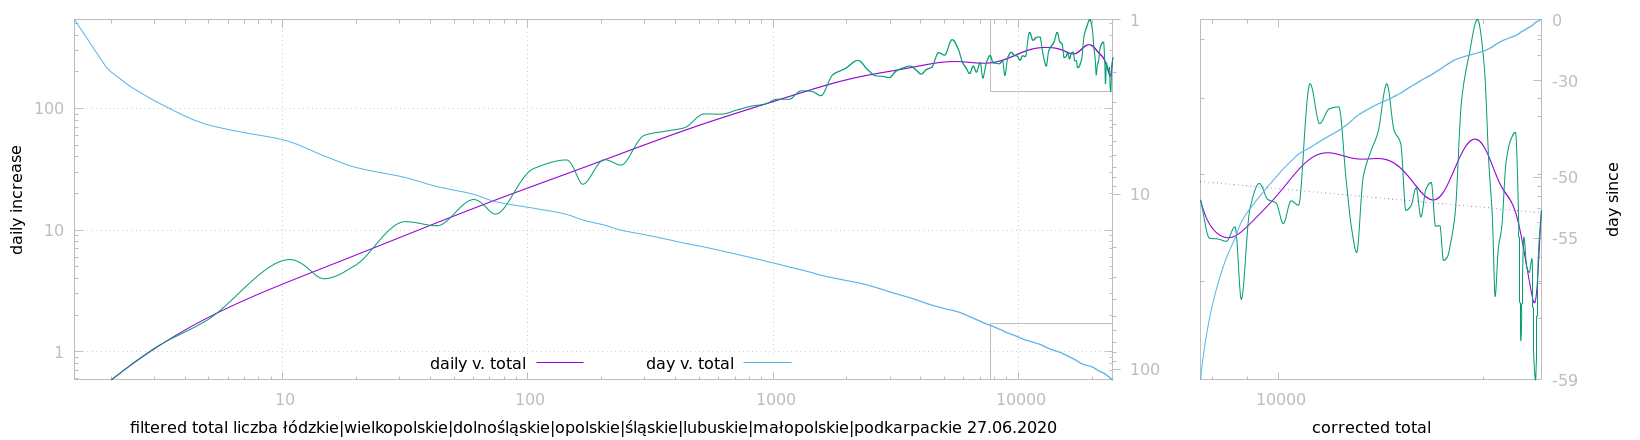 daily increase
100
10
1
10
100
1000
10000
1
10
100
daily v. total
day v. total
filtered total liczba łódzkie|wielkopolskie|dolnośląskie|opolskie|śląskie|lubuskie|małopolskie|podkarpackie 27.06.2020
0
-30
-50
-55
-59
day since
10000
corrected total